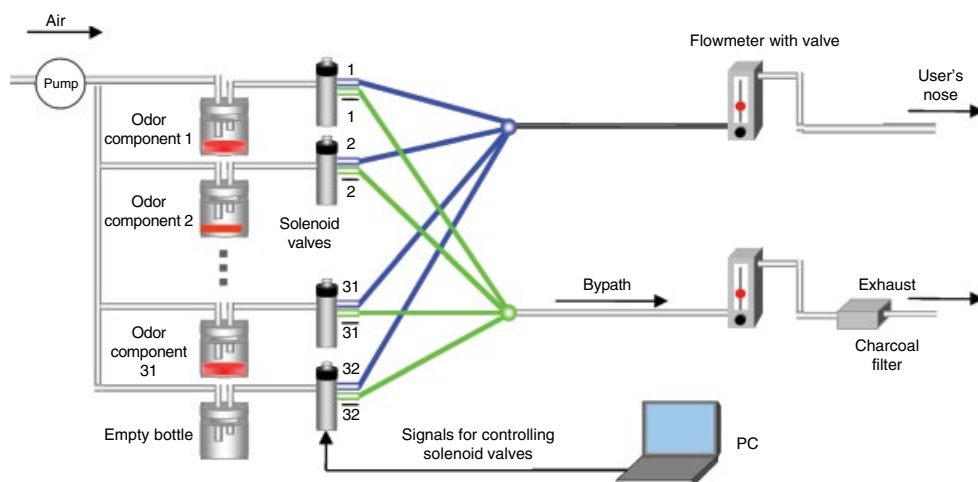 Air
Pump
Flowmeter with valve
User's
nose
Odor
component 1
1
1
2
2
Odor
component 2
Solenoid
valves
31
31
Bypath
Exhaust
Odor
component
31
Charcoal
filter
32
32
Empty bottle
Signals for controlling
solenoid valves
PC